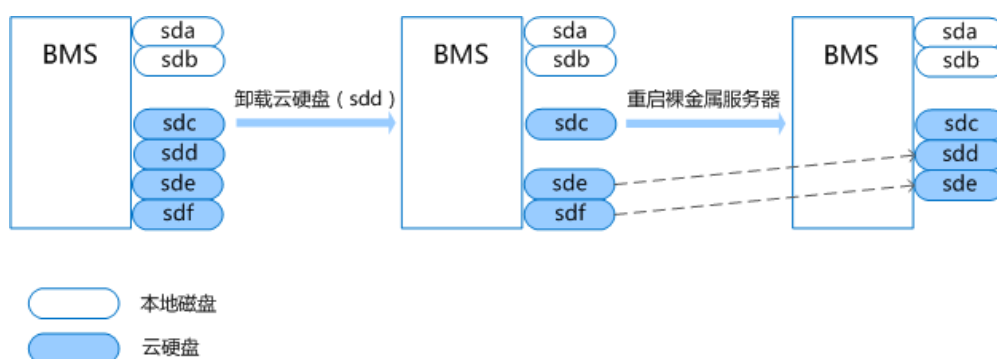 BMS
sda
sdb
sdc
sdd
sde
sdf
卸载云硬盘（sdd）
BMS
sda
sdb
sdc
sde
sdf
重启裸金属服务器
BMS
sda
sdb
sdc
sdd
sde
本地磁盘
云硬盘